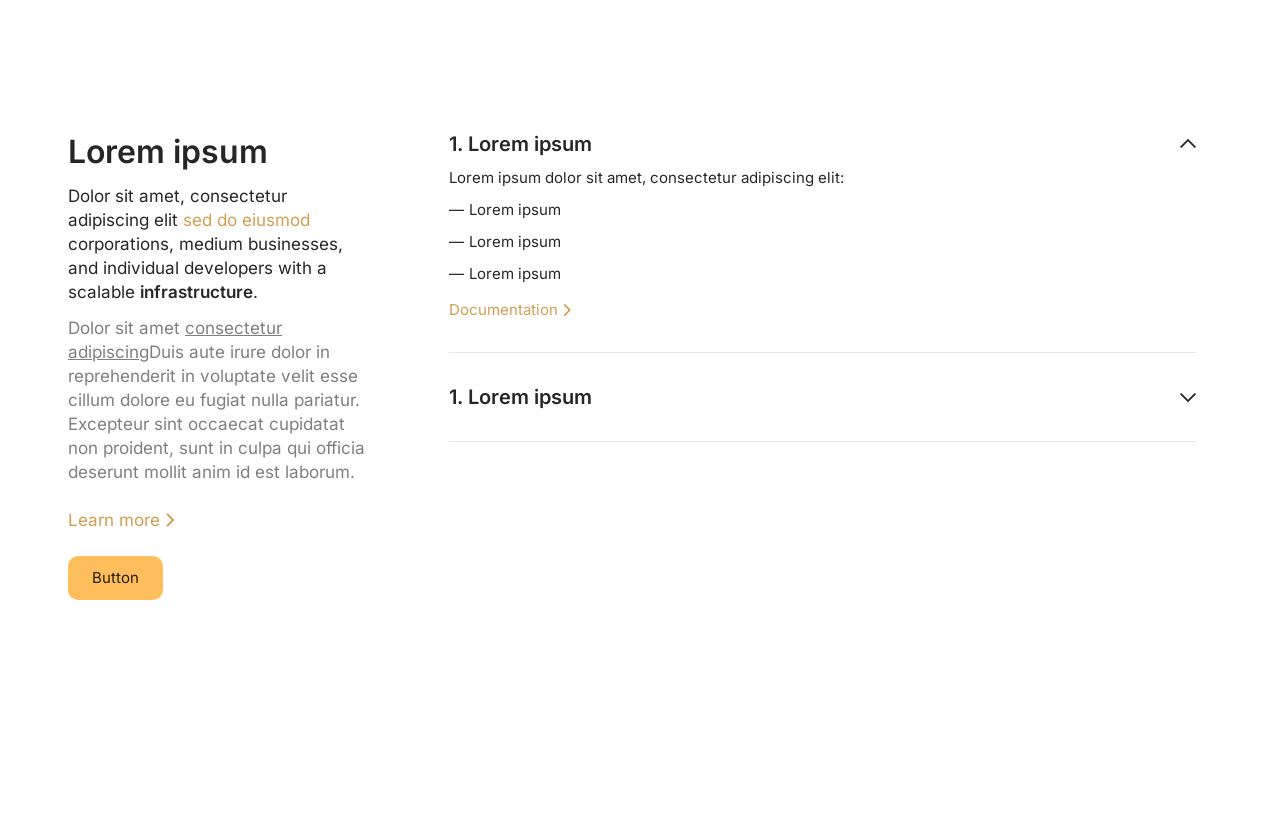 Lorem ipsum
Dolor sit amet, consectetur
adipiscing elit sed do eiusmod
corporations, medium businesses,
and individual developers with a
scalable infrastructure.
Dolor sit amet consectetur
adipiscingDuis aute irure dolor in
reprehenderit in voluptate velit esse
cillum dolore eu fugiat nulla pariatur.
Excepteur sint occaecat cupidatat
non proident, sunt in culpa qui officia
deserunt mollit anim id est laborum.
Learn more
Button
1. Lorem ipsum
Lorem ipsum dolor sit amet, consectetur adipiscing elit:
— Lorem ipsum
— Lorem ipsum
— Lorem ipsum
Documentation
1. Lorem ipsum